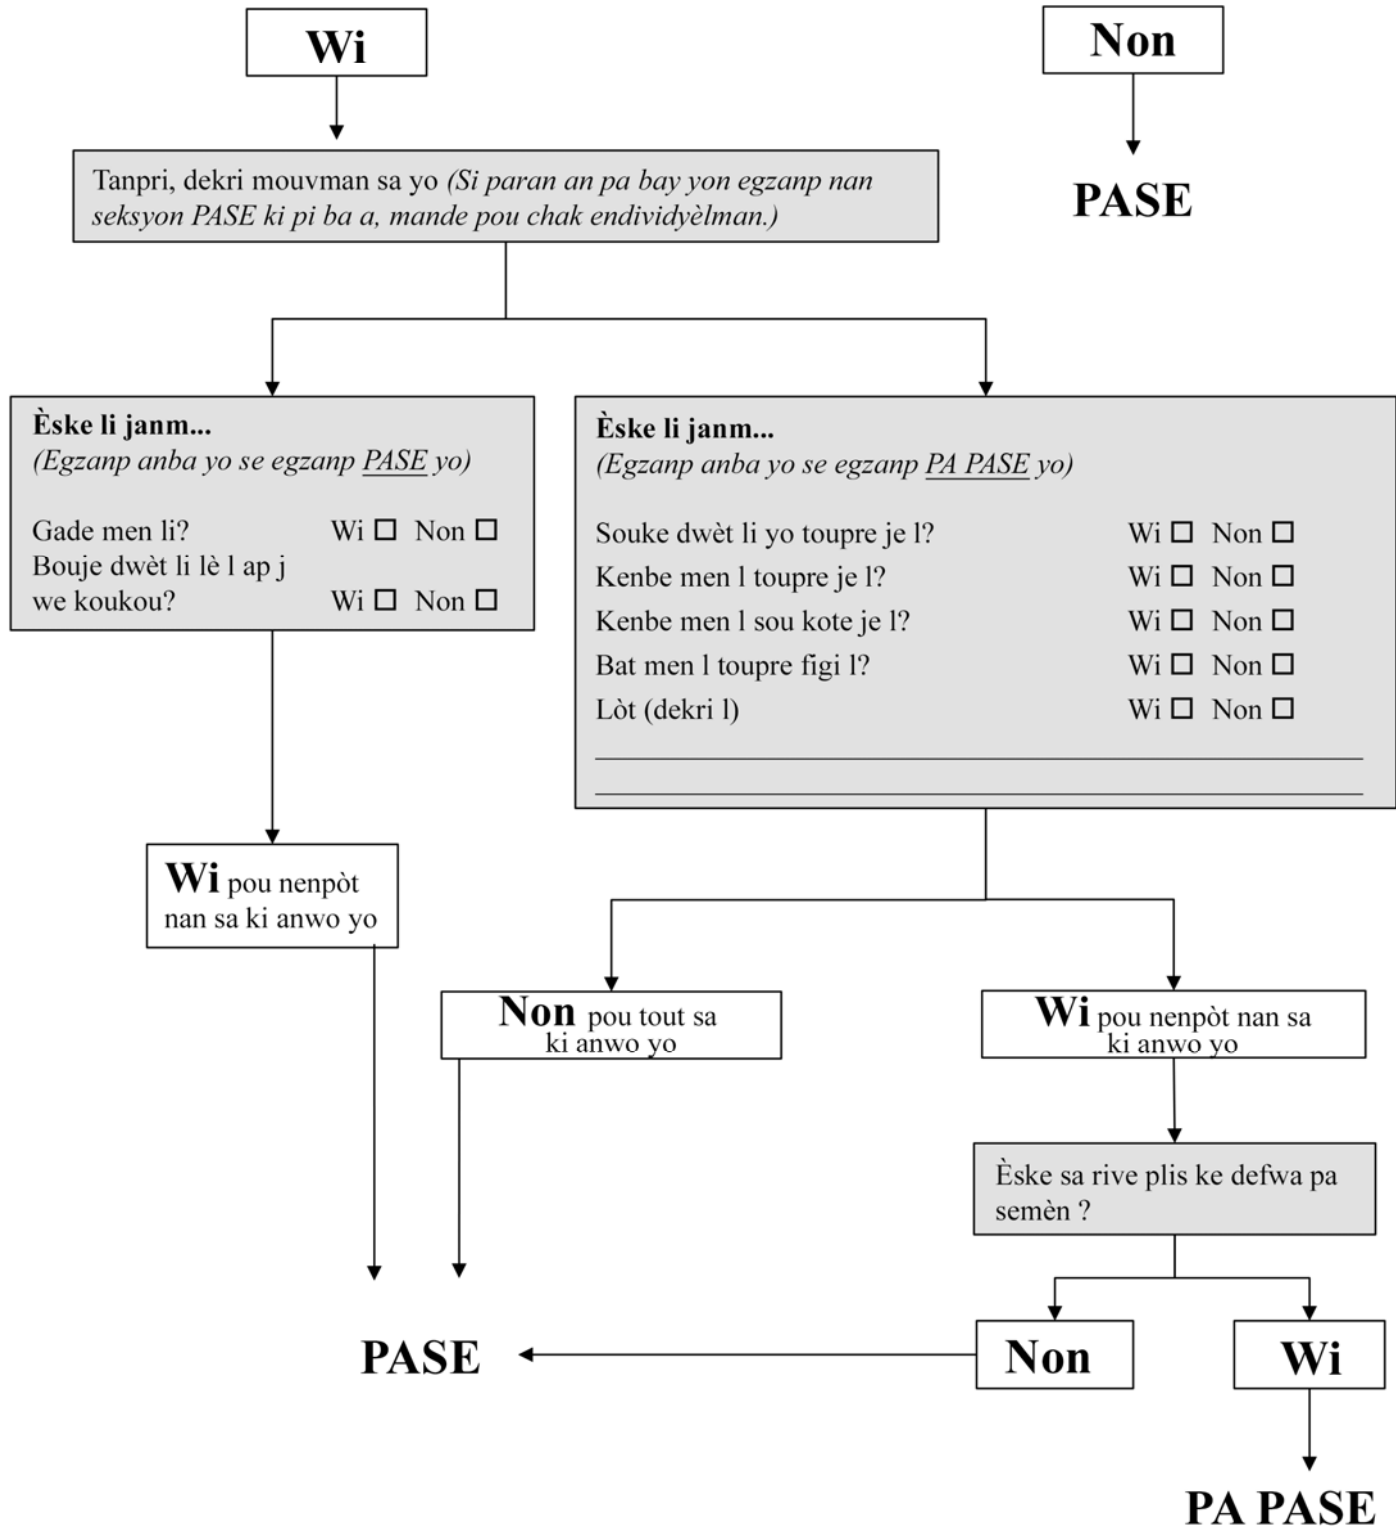 Wi
Non
PASE
Tanpri, dekri mouvman sa yo (Si paran an pa bay yon egzanp nan
seksyon PASE ki pi ba a, mande pou chak endividyèlman.)
Èske li janm...
(Egzanp anba yo se egzanp PASE yo)
Gade men li? Wi ☐ Non ☐
Bouje dwèt li lè l ap j
we koukou? Wi ☐ Non ☐
Èske li janm...
(Egzanp anba yo se egzanp PA PASE yo)
Souke dwèt li yo toupre je l? Wi ☐ Non ☐
Kenbe men l toupre je l? Wi ☐ Non ☐
Kenbe men l sou kote je l? Wi ☐ Non ☐
Bat men l toupre figi l? Wi ☐ Non ☐
Lòt (dekri l) Wi ☐ Non ☐
Wi pou nenpòt
nan sa ki anwo yo
Non pou tout sa
ki anwo yo
Wi pou nenpòt nan sa
ki anwo yo
Èske sa rive plis ke defwa pa
semèn ?
PASE
Non
Wi
PA PASE